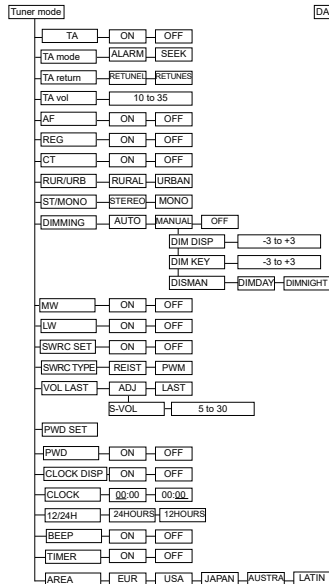 Tuner mode DA
TA ON OFF
TA mode ALARM SEEK
TA return RETUNEL RETUNES
TA vol 10 to 35
AF ON OFF
REG ON OFF
CT ON OFF
RUR/URB RURAL URBAN
ST/MONO STEREO MONO
DIMMING AUTO MANUAL OFF
DIM DISP -3 to +3
DIM KEY -3 to +3
DISMAN DIMDAY DIMNIGHT
MW ON OFF
LW ON OFF
SWRC SET ON OFF
SWRC TYPE REIST PWM
VOL LAST ADJ LAST
S-VOL 5 to 30
PWD SET
PWD ON OFF
CLOCK DISP ON OFF
CLOCK 00:00 00:00
12/24H 24HOURS 12HOURS
BEEP ON OFF
TIMER ON OFF
AREA EUR USA JAPAN AUSTRA LATIN